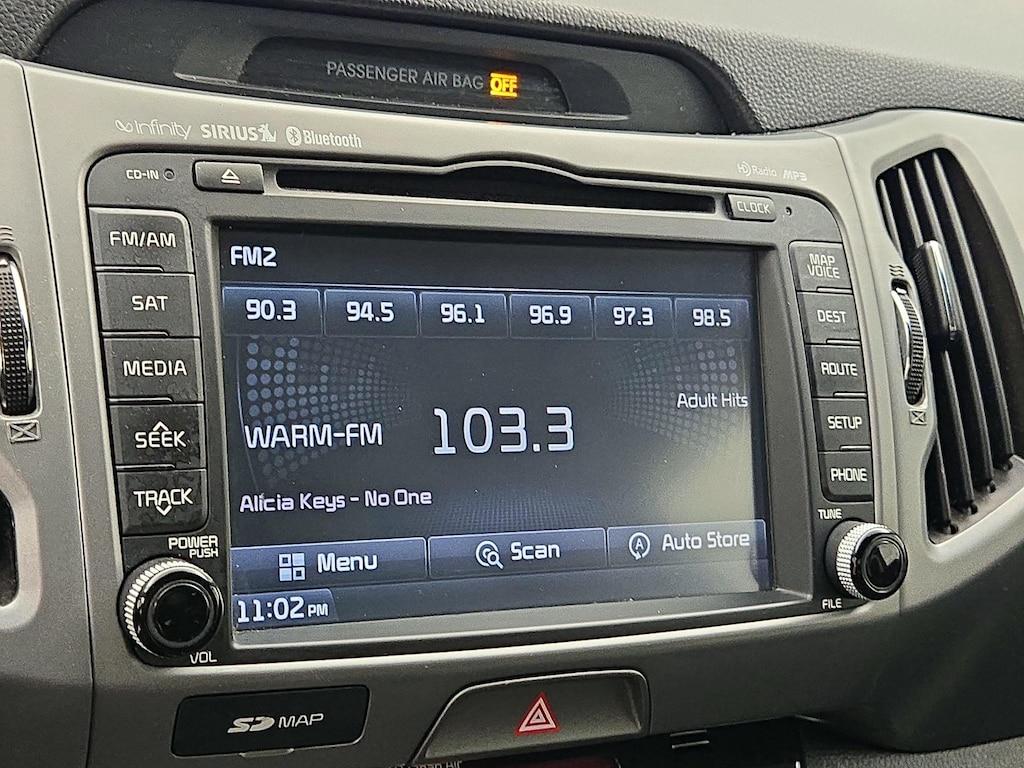 PASSENGER AIR BAG OFF
infinity SIRIUS Bluetooth
HD Radio MP3
CD-IN
CLOCK
FM/AM
SAT
MEDIA
SEEK
TRACK
POWER
PUSH
VOL
FM2
90.3 94.5 96.1 96.9 97.3 98.5
Adult Hits
WARM-FM 103.3
Alicia Keys - No One
Menu Scan A Auto Store
11:02 PM
MAP
VOICE
DEST
ROUTE
SETUP
PHONE
TUNE
FILE
SD MAP